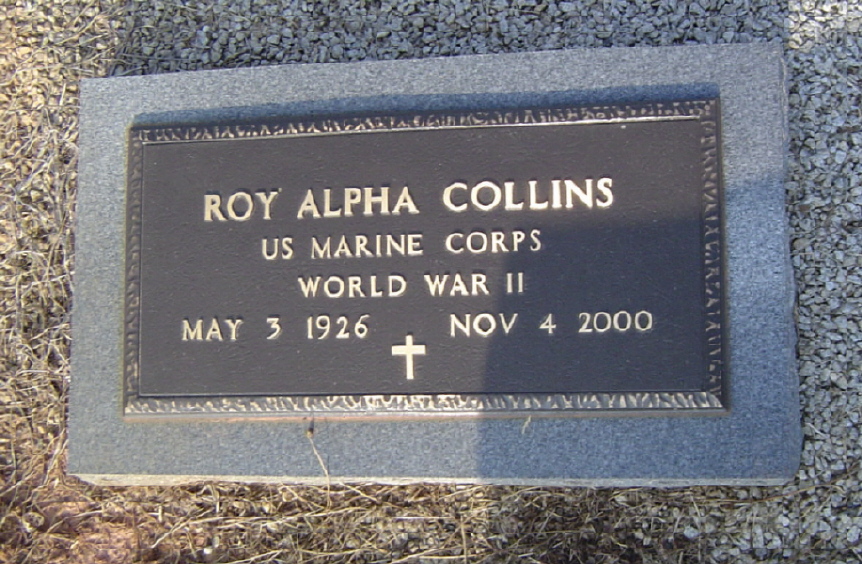 ROY ALPHA COLLINS
US MARINE CORPS
WORLD WAR II
MAY 3 1926 NOV 4 2000